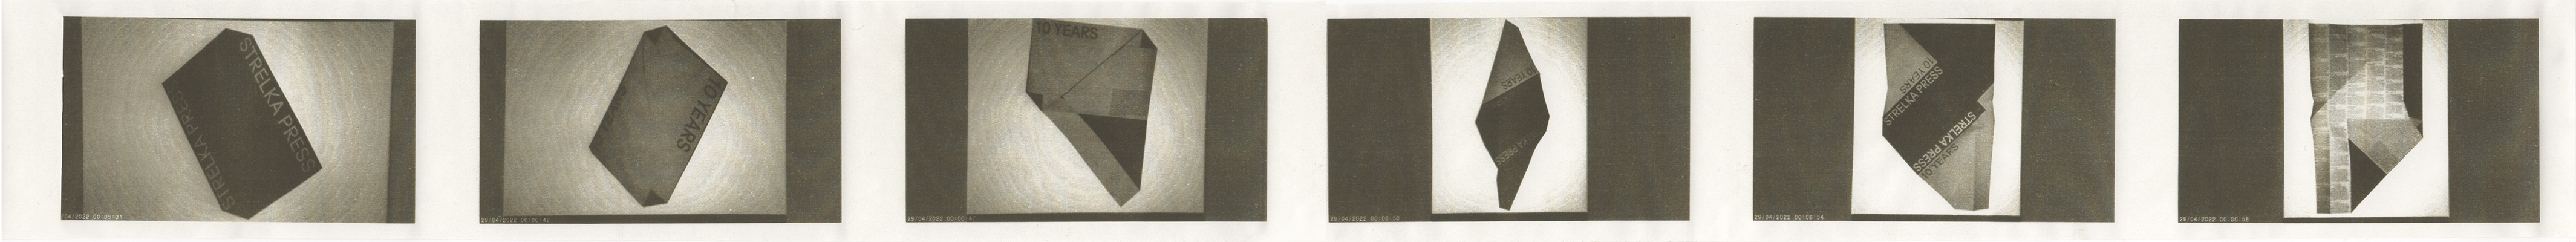 STRELKA PRESS
STRELKA PRE
04/2022 00:00:31
10 YEARS
29/04/2022 00:06:42
10 YEARS
29/04/2022 00:06:47
10 YEARS
KA PRESS
29/04/2022 00:06:50
10 YEARS
STRELKA PRESS
STRELKA PRESS
10 YEARS
29/04/2022 00:06:54
29/04/2022 00:06:58